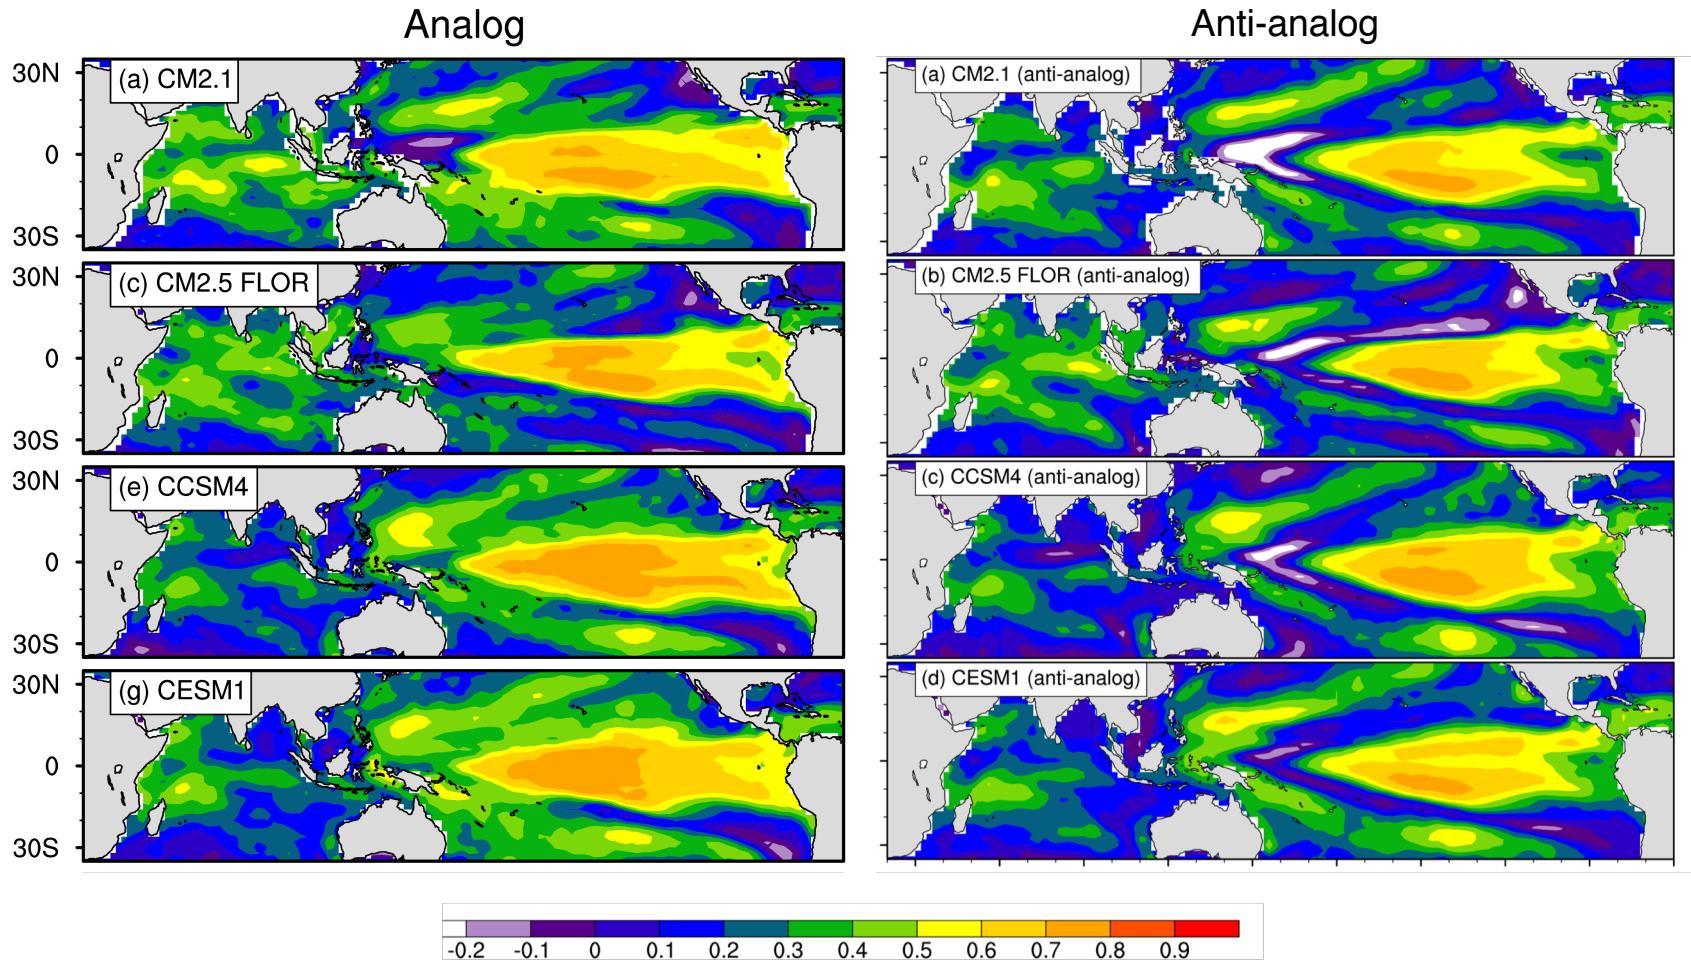 Analog
Anti-analog
(a) CM2.1
30N
0
30S
(a) CM2.1 (anti-analog)
(c) CM2.5 FLOR
30N
0
30S
(b) CM2.5 FLOR (anti-analog)
(e) CCSM4
30N
0
30S
(c) CCSM4 (anti-analog)
(g) CESM1
30N
0
30S
(d) CESM1 (anti-analog)
-0.2 -0.1 0 0.1 0.2 0.3 0.4 0.5 0.6 0.7 0.8 0.9